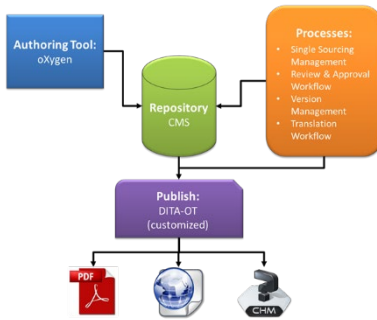 Authoring Tool:
oXygen
Repository
CMS
Processes:
• Single Sourcing
Management
• Review & Approval
Workflow
• Version
Management
• Translation
Workflow
Publish:
DITA-OT
(customized)
PDF
CHM